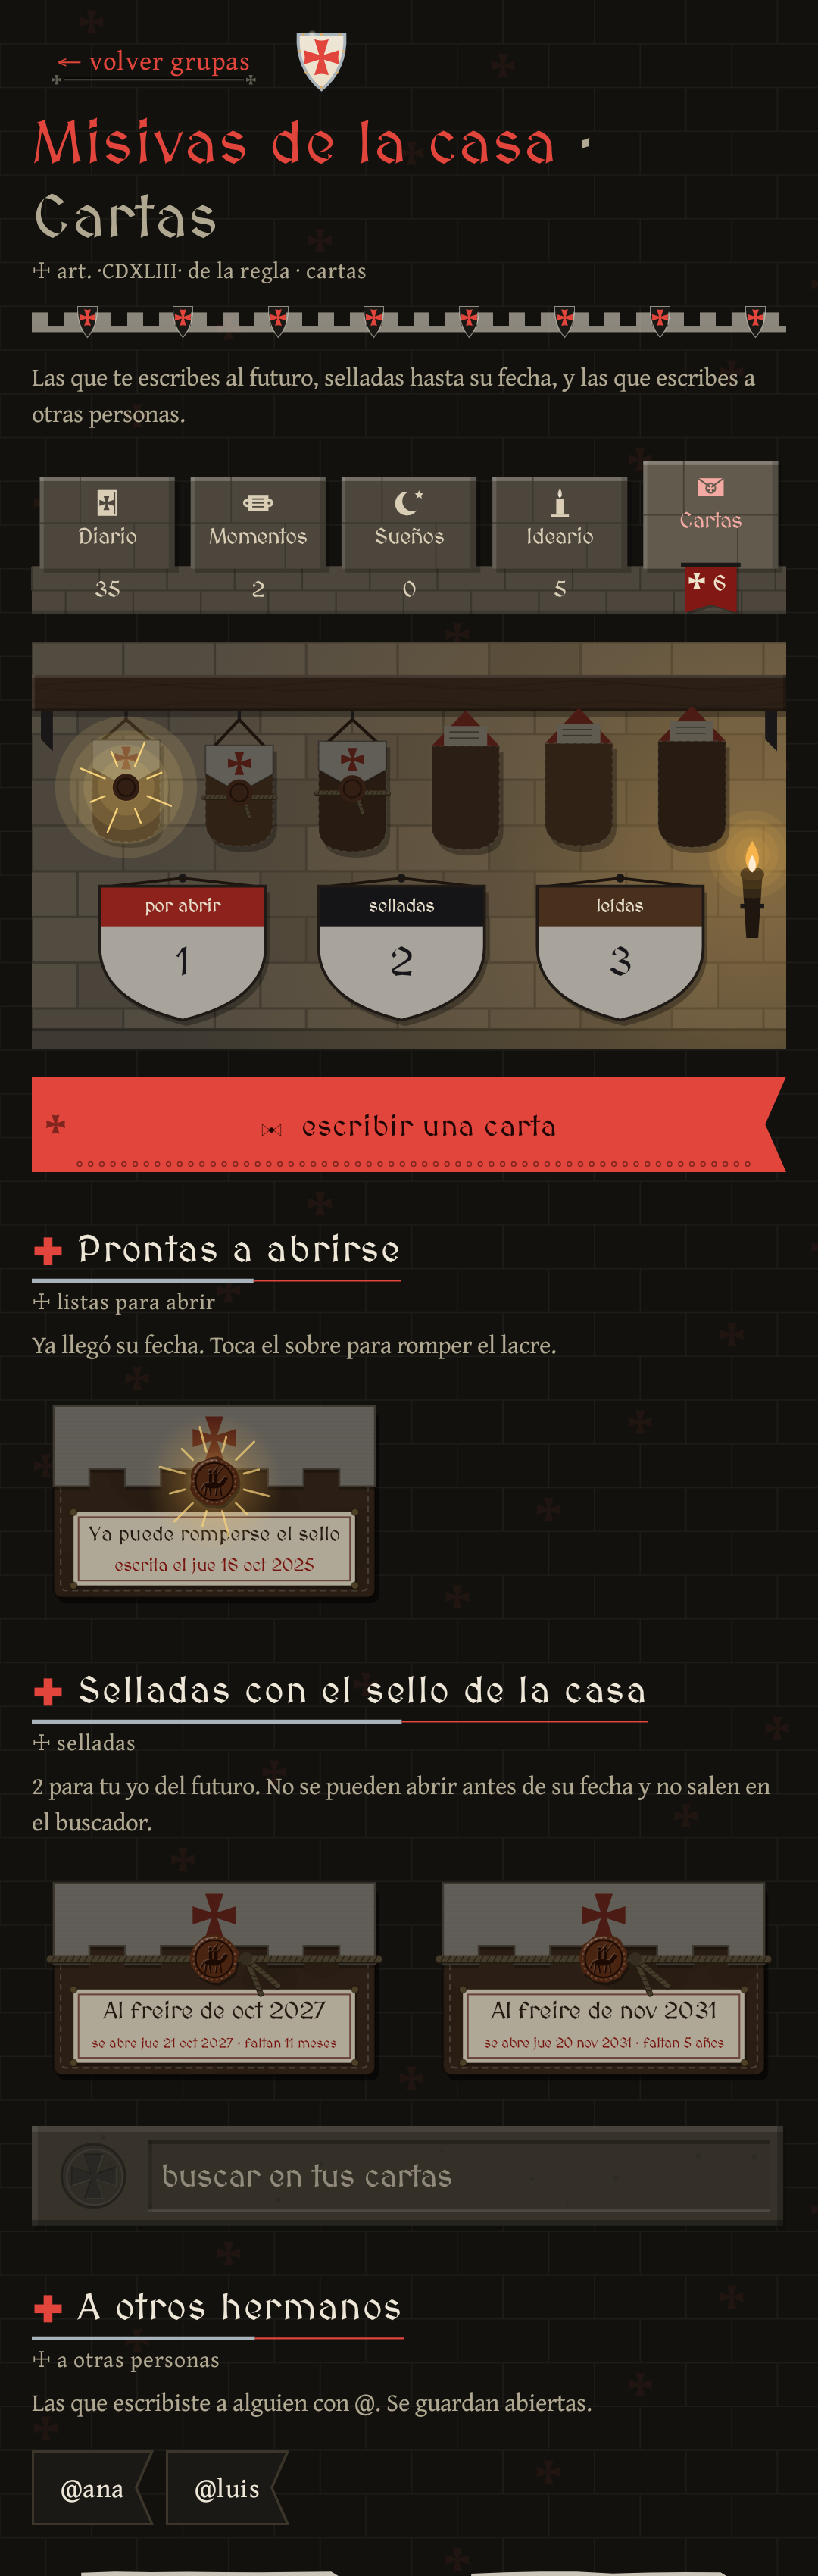 ← volver grupas
Misivas de la casa ·
Cartas
☩ art. ·CDXLIII· de la regla · cartas
Las que te escribes al futuro, selladas hasta su fecha, y las que escribes a
otras personas.
Diario
Momentos
Sueños
Ideario
Cartas
35
2
0
5
6
por abrir
selladas
leídas
1
2
3
✉ escribir una carta
Prontas a abrirse
☩ listas para abrir
Ya llegó su fecha. Toca el sobre para romper el lacre.
Ya puede romperse el sello
escrita el jue 16 oct 2025
Selladas con el sello de la casa
☩ selladas
2 para tu yo del futuro. No se pueden abrir antes de su fecha y no salen en
el buscador.
Al freire de oct 2027
se abre jue 21 oct 2027 · faltan 11 meses
Al freire de nov 2031
se abre jue 20 nov 2031 · faltan 5 años
buscar en tus cartas
A otros hermanos
☩ a otras personas
Las que escribiste a alguien con @. Se guardan abiertas.
@ana
@luis